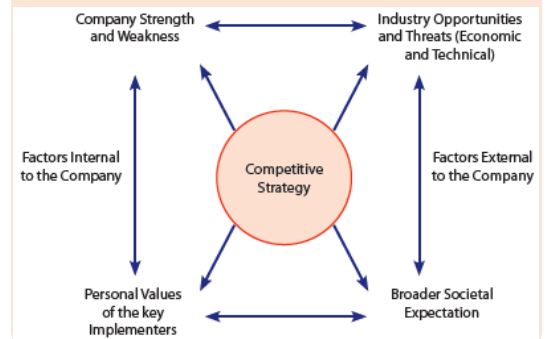 Company Strength
and Weakness
Industry Opportunities
and Threats (Economic
and Technical)
Factors Internal
to the Company
Competitive
Strategy
Factors External
to the Company
Personal Values
of the key
Implementers
Broader Societal
Expectation